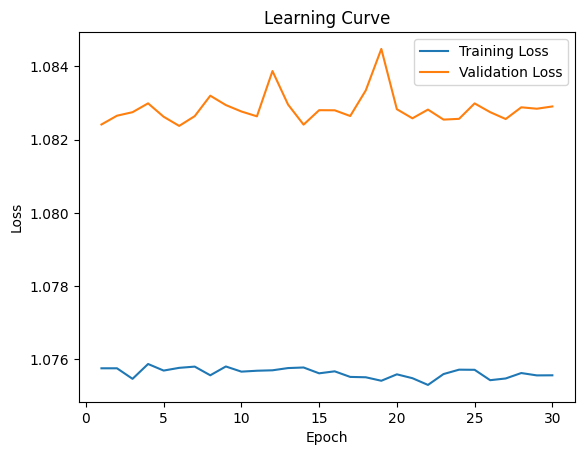 Learning Curve
Training Loss
Validation Loss
1.084
1.082
1.080
1.078
1.076
Loss
0 5 10 15 20 25 30
Epoch